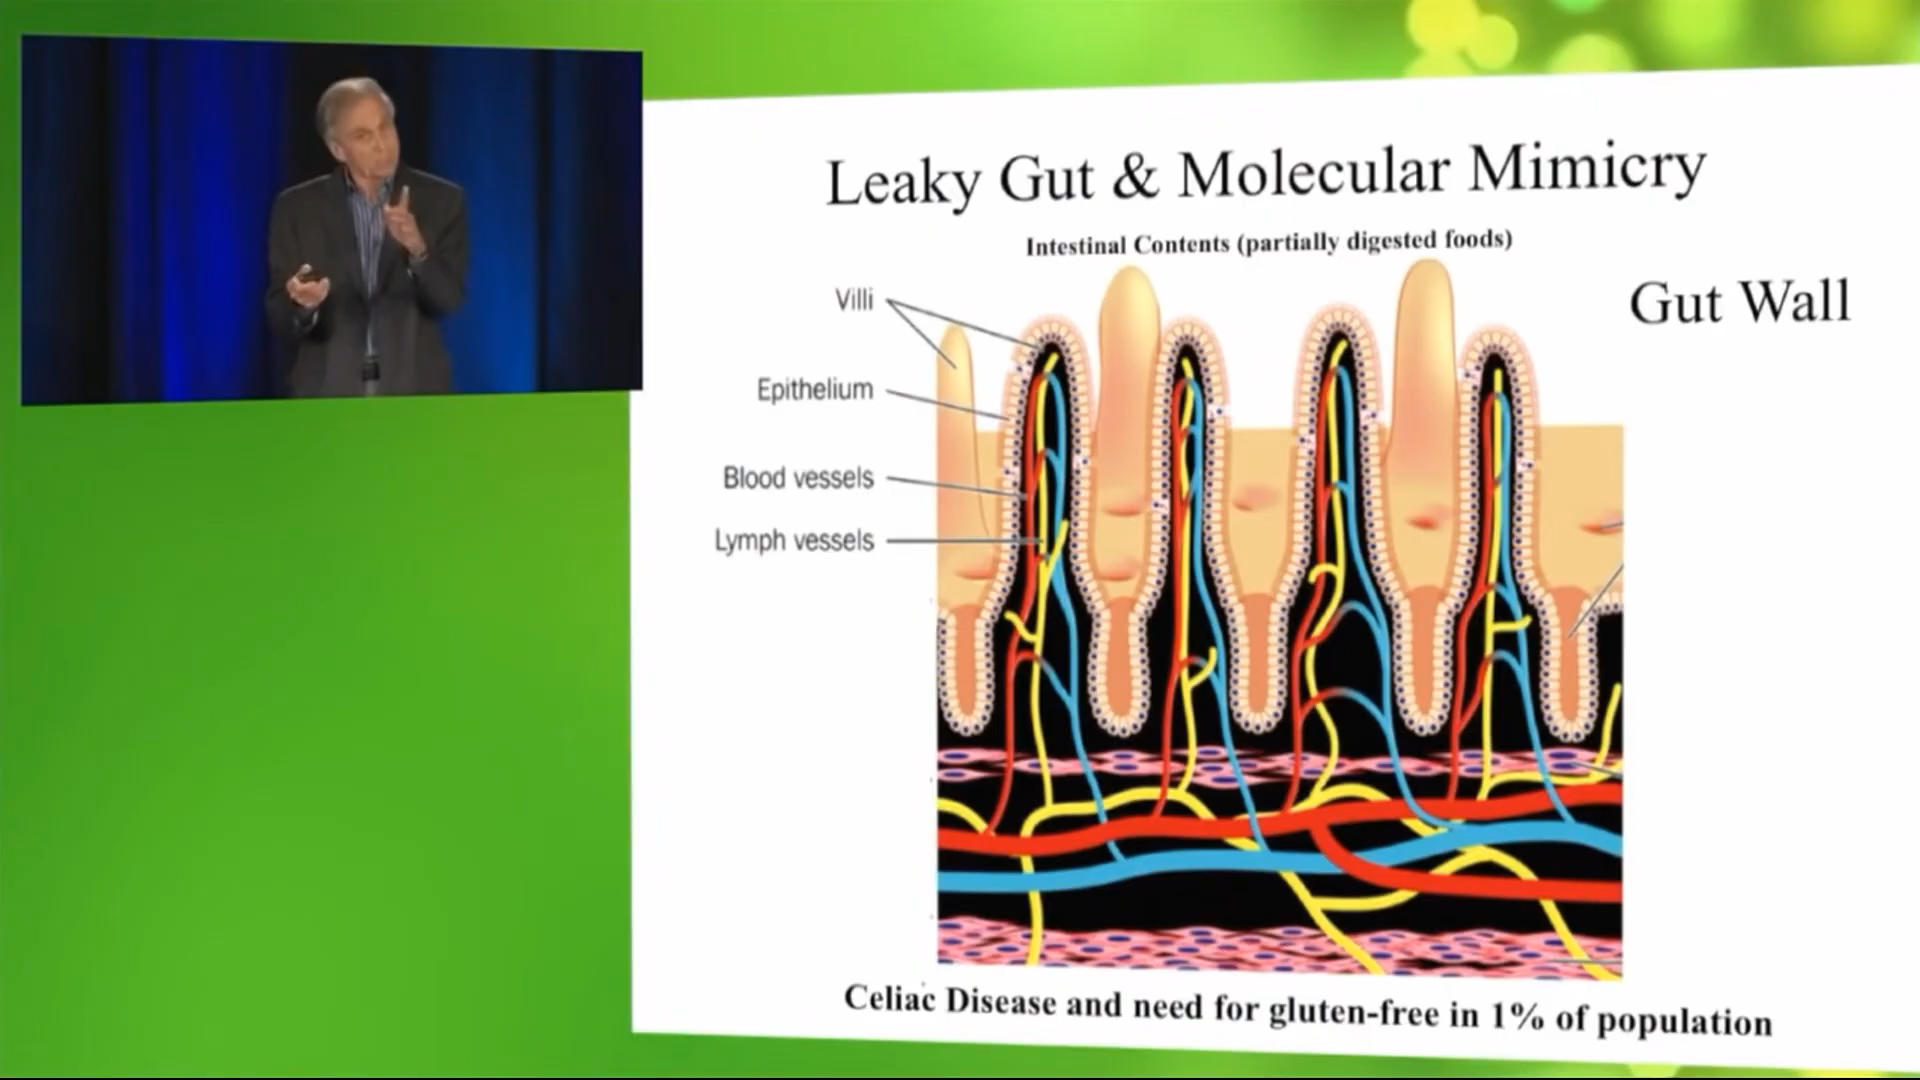 Leaky Gut & Molecular Mimicry
Intestinal Contents (partially digested foods)
Gut Wall
Villi
Epithelium
Blood vessels
Lymph vessels
Celiac Disease and need for gluten-free in 1% of population